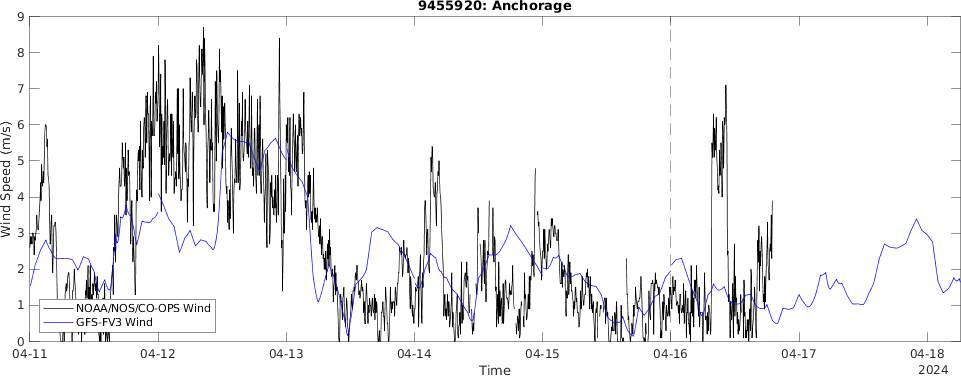 9455920: Anchorage
9
8
7
6
5
4
3
2
1
0
Wind Speed (m/s)
NOAA/NOS/CO-OPS Wind
GFS-FV3 Wind
04-11 04-12 04-13 04-14 04-15 04-16 04-17 04-18
Time
2024